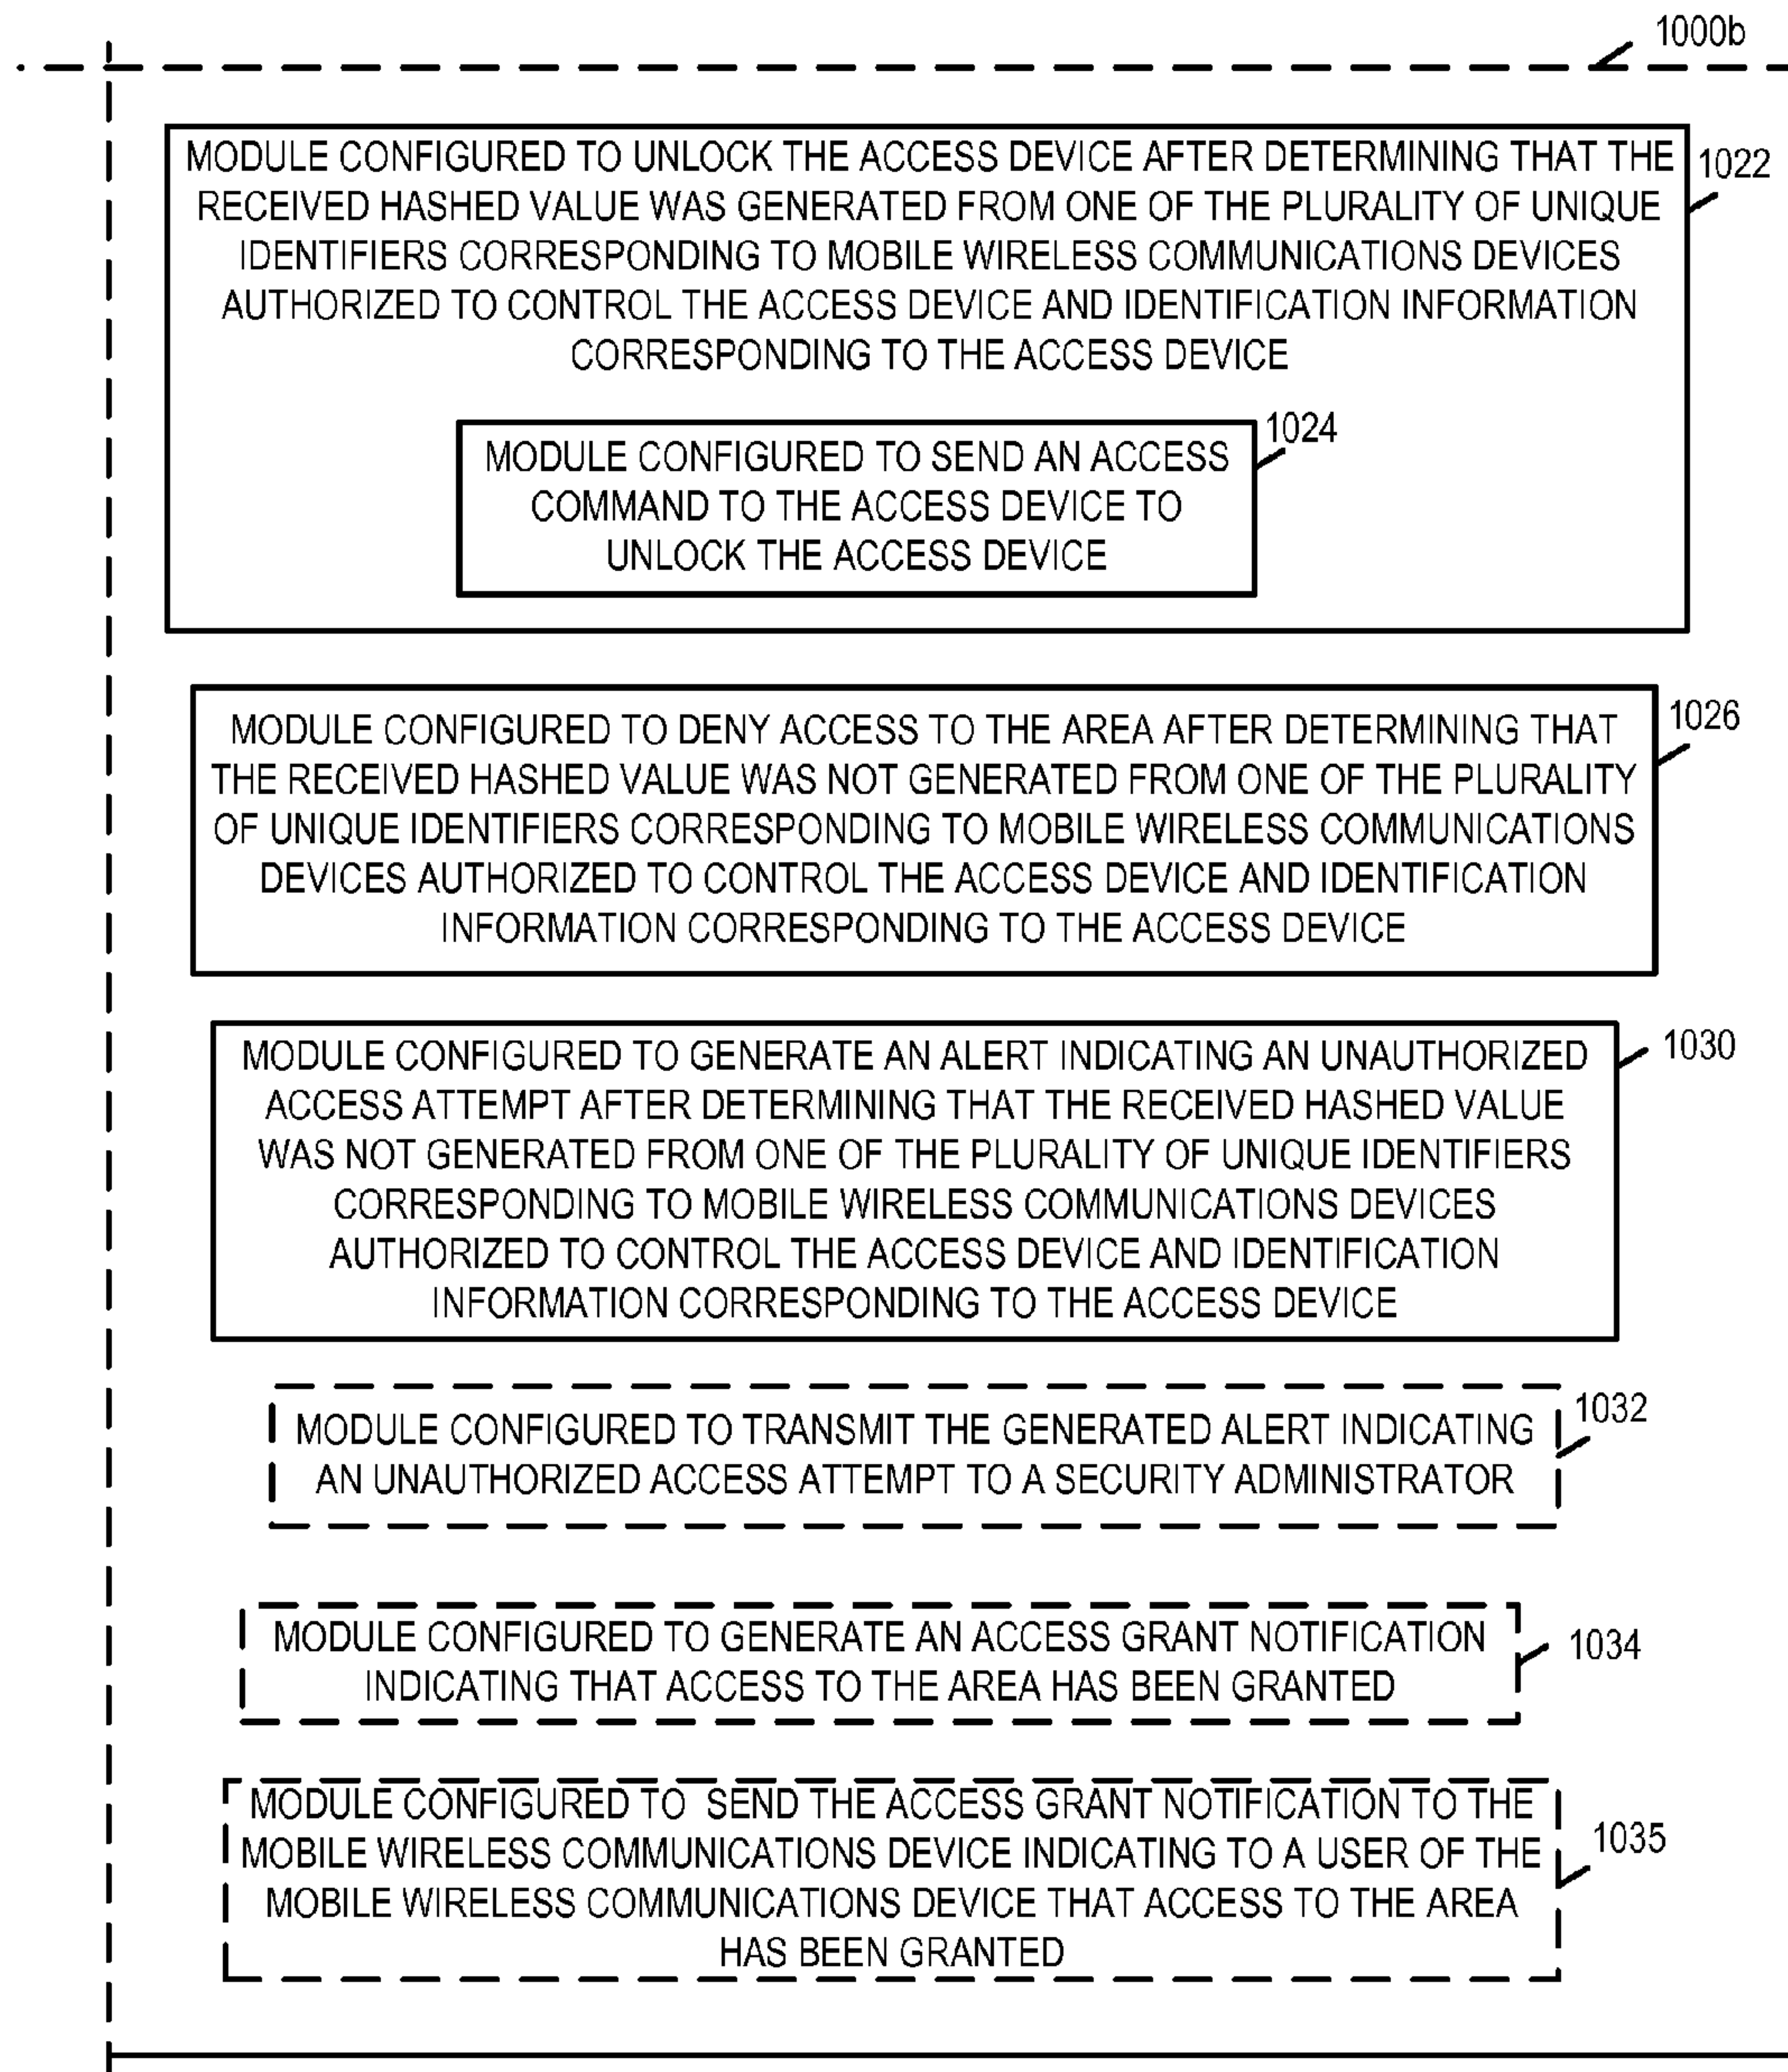 1000b
MODULE CONFIGURED TO UNLOCK THE ACCESS DEVICE AFTER DETERMINING THAT THE
1022
RECEIVED HASHED VALUE WAS GENERATED FROM ONE OF THE PLURALITY OF UNIQUE
IDENTIFIERS CORRESPONDING TO MOBILE WIRELESS COMMUNICATIONS DEVICES
AUTHORIZED TO CONTROL THE ACCESS DEVICE AND IDENTIFICATION INFORMATION
CORRESPONDING TO THE ACCESS DEVICE
1024
MODULE CONFIGURED TO SEND AN ACCESS
COMMAND TO THE ACCESS DEVICE TO
UNLOCK THE ACCESS DEVICE
1026
MODULE CONFIGURED TO DENY ACCESS TO THE AREA AFTER DETERMINING THAT
THE RECEIVED HASHED VALUE WAS NOT GENERATED FROM ONE OF THE PLURALITY
OF UNIQUE IDENTIFIERS CORRESPONDING TO MOBILE WIRELESS COMMUNICATIONS
DEVICES AUTHORIZED TO CONTROL THE ACCESS DEVICE AND IDENTIFICATION
INFORMATION CORRESPONDING TO THE ACCESS DEVICE
1030
MODULE CONFIGURED TO GENERATE AN ALERT INDICATING AN UNAUTHORIZED
ACCESS ATTEMPT AFTER DETERMINING THAT THE RECEIVED HASHED VALUE
WAS NOT GENERATED FROM ONE OF THE PLURALITY OF UNIQUE IDENTIFIERS
CORRESPONDING TO MOBILE WIRELESS COMMUNICATIONS DEVICES
AUTHORIZED TO CONTROL THE ACCESS DEVICE AND IDENTIFICATION
INFORMATION CORRESPONDING TO THE ACCESS DEVICE
1032
MODULE CONFIGURED TO TRANSMIT THE GENERATED ALERT INDICATING
AN UNAUTHORIZED ACCESS ATTEMPT TO A SECURITY ADMINISTRATOR
MODULE CONFIGURED TO GENERATE AN ACCESS GRANT NOTIFICATION
1034
INDICATING THAT ACCESS TO THE AREA HAS BEEN GRANTED
MODULE CONFIGURED TO SEND THE ACCESS GRANT NOTIFICATION TO THE
1035
MOBILE WIRELESS COMMUNICATIONS DEVICE INDICATING TO A USER OF THE
MOBILE WIRELESS COMMUNICATIONS DEVICE THAT ACCESS TO THE AREA
HAS BEEN GRANTED